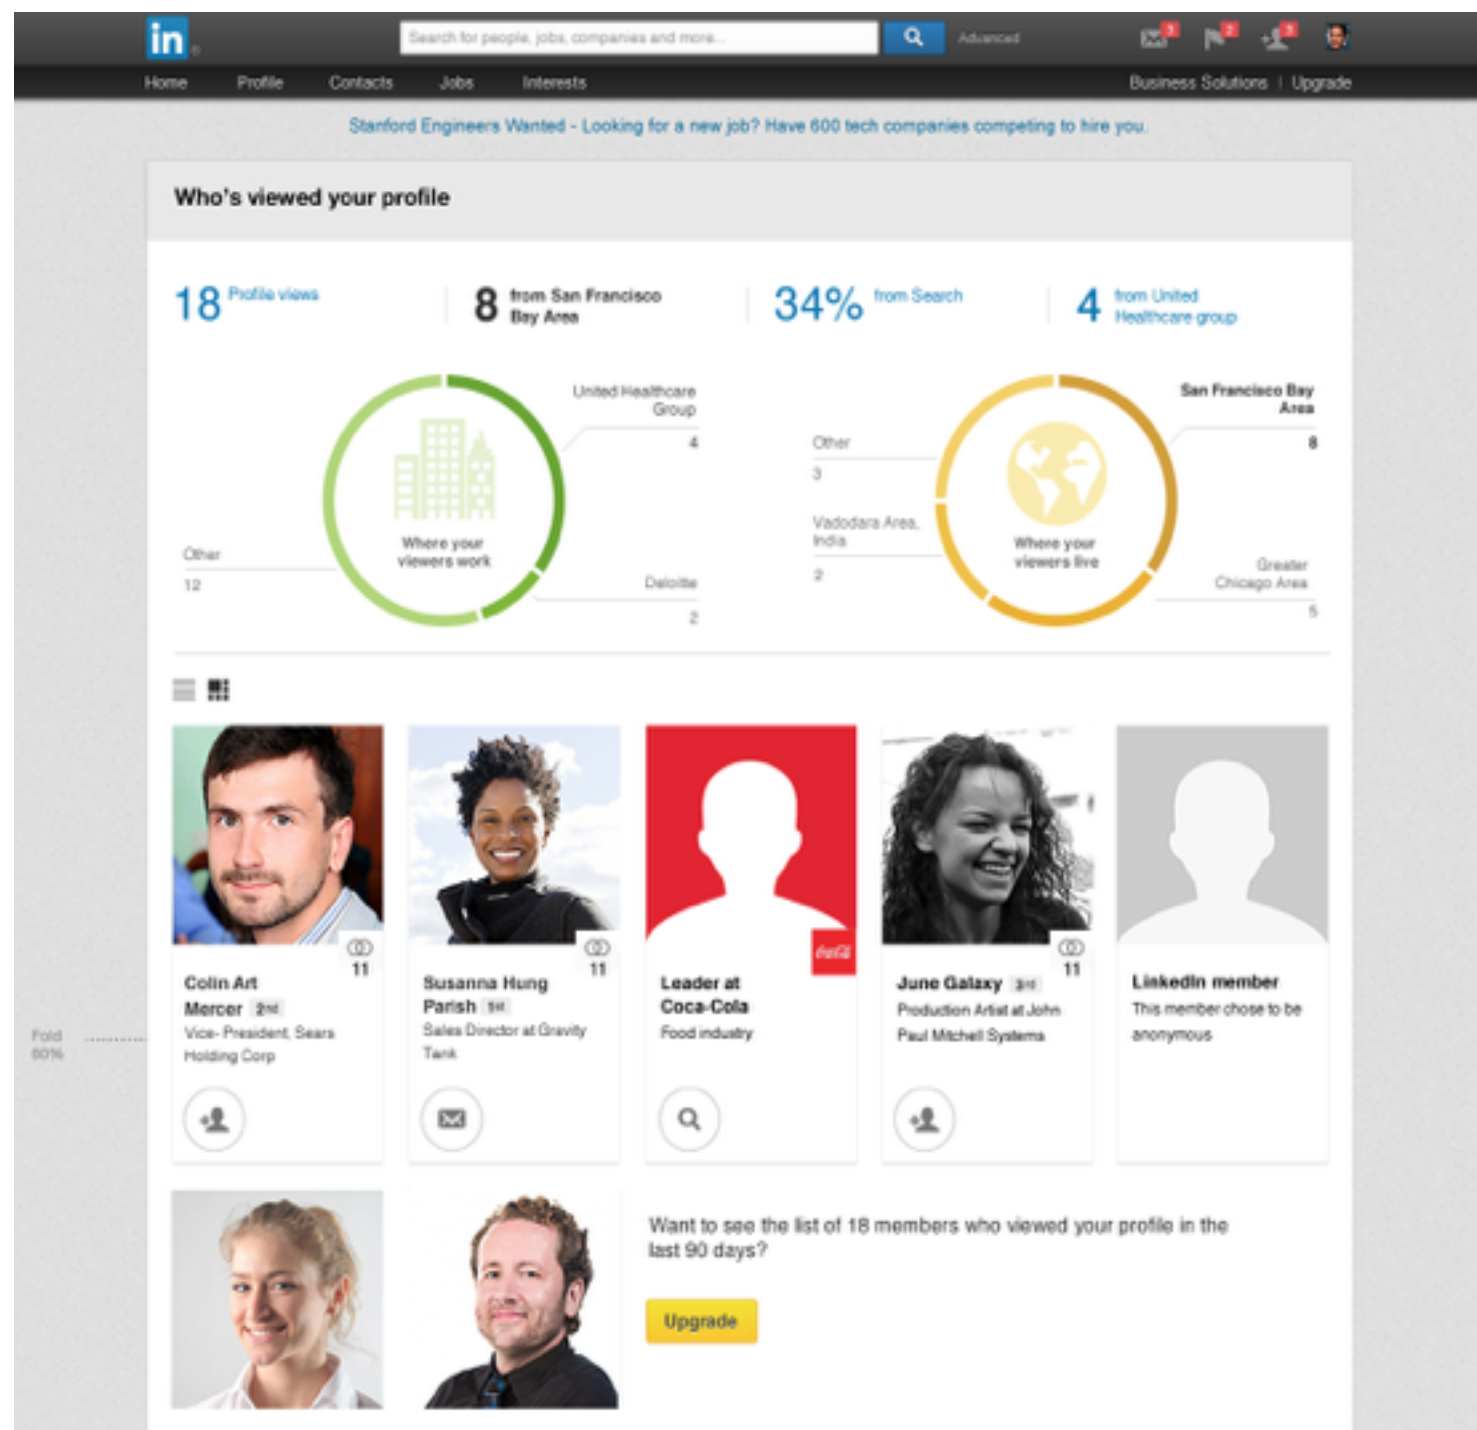 in
Search for people, jobs, companies and more...
Advanced
3
2
3
Home Profile Contacts Jobs Interests
Business Solutions | Upgrade
Stanford Engineers Wanted - Looking for a new job? Have 600 tech companies competing to hire you.
Who's viewed your profile
18 Profile views
8 from San Francisco
Bay Area
34% from Search
4 from United
Healthcare group
United Healthcare
Group
4
Other
12
Where your
viewers work
Deloitte
2
San Francisco Bay
Area
8
Other
3
Vadodara Area,
India
2
Where your
viewers live
Greater
Chicago Area
5
11
Colin Art
Mercer 2nd
Vice- President, Sears
Holding Corp
11
Susanna Hung
Parish 1st
Sales Director at Gravity
Tank
Coca-Cola
Leader at
Coca-Cola
Food industry
11
June Galaxy 3rd
Production Artist at John
Paul Mitchell Systems
LinkedIn member
This member chose to be
anonymous
Fold
60%
Want to see the list of 18 members who viewed your profile in the
last 90 days?
Upgrade